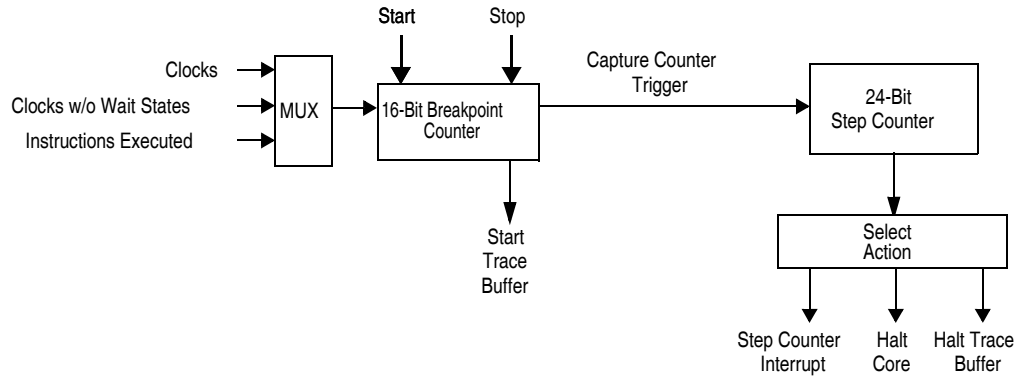 Start
Stop
Clocks
Clocks w/o Wait States
Instructions Executed
MUX
16-Bit Breakpoint
Counter
Capture Counter
Trigger
24-Bit
Step Counter
Start
Trace
Buffer
Select
Action
Step Counter
Interrupt
Halt
Core
Halt Trace
Buffer